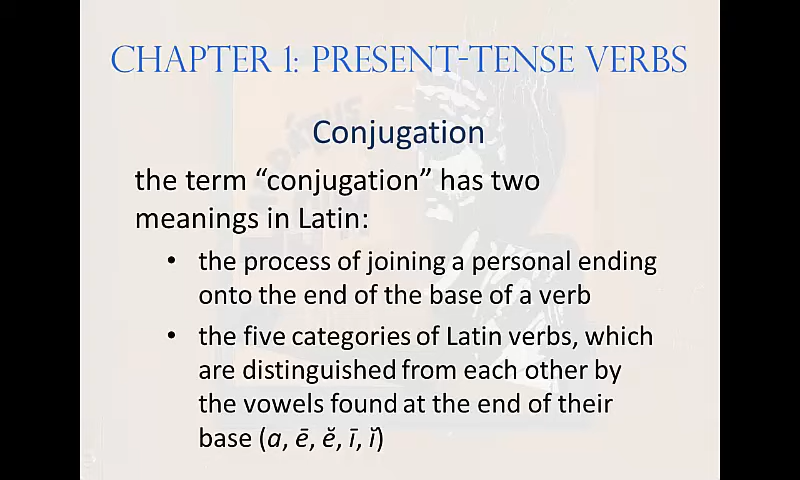 CHAPTER 1: PRESENT-TENSE VERBS
Conjugation
the term “conjugation” has two
meanings in Latin:
• the process of joining a personal ending
onto the end of the base of a verb
• the five categories of Latin verbs, which
are distinguished from each other by
the vowels found at the end of their
base (a, ē, ĕ, ī, ĭ)